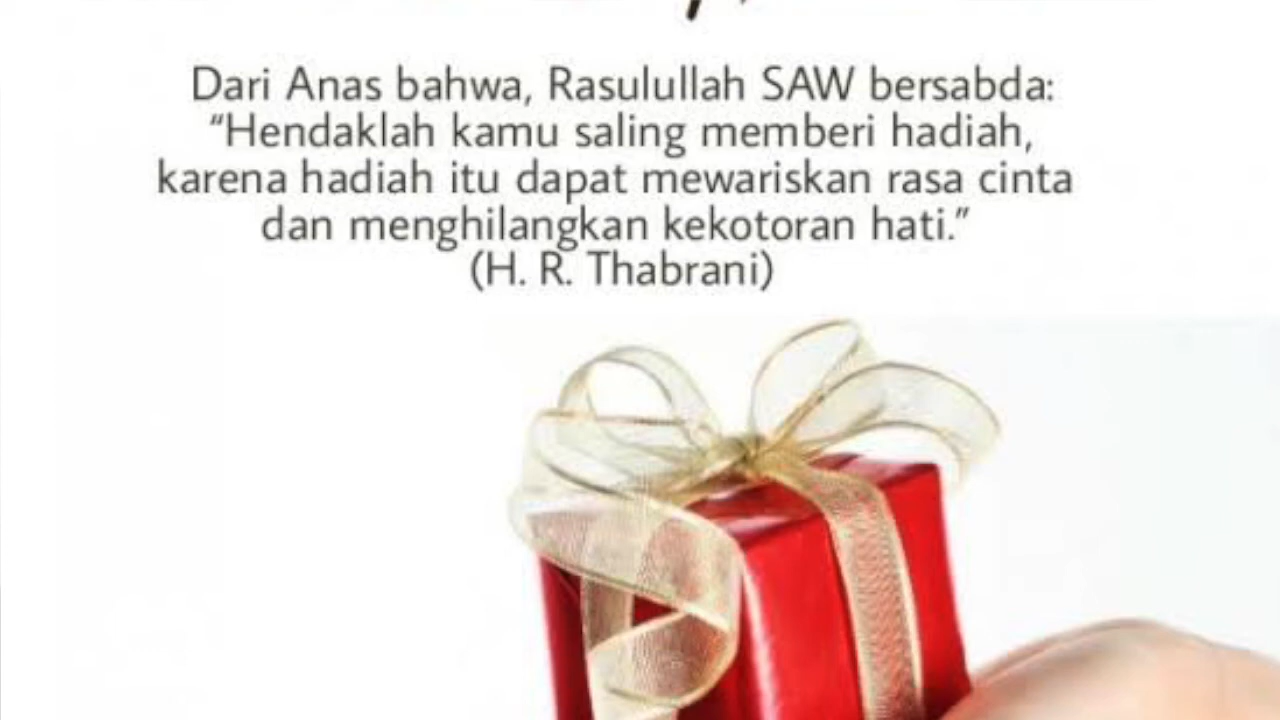 Dari Anas bahwa, Rasulullah SAW bersabda:
“Hendaklah kamu saling memberi hadiah,
karena hadiah itu dapat mewariskan rasa cinta
dan menghilangkan kekotoran hati.”
(H. R. Thabrani)